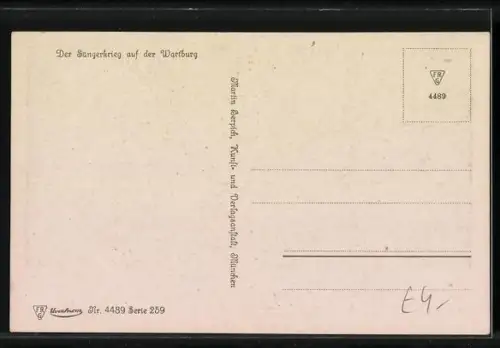 Der Sängerkrieg auf der Wartburg
4489
Martin Herpich, Kunst- und Verlagsanstalt, München
Nr. 4489 Serie 259
E4,-